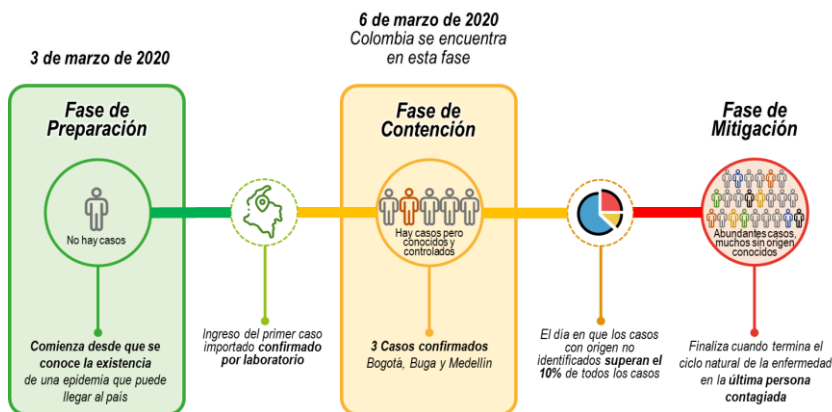 3 de marzo de 2020
Fase de
Preparación
No hay casos
Comienza desde que se
conoce la existencia
de una epidemia que puede
llegar al país
Ingreso del primer caso
importado confirmado
por laboratorio
6 de marzo de 2020
Colombia se encuentra
en esta fase
Fase de
Contención
Hay casos pero
conocidos y
controlados
3 Casos confirmados
Bogotá, Buga y Medellín
El día en que los casos
con origen no
identificados superan el
10% de todos los casos
Fase de
Mitigación
Abundantes casos,
muchos sin origen
conocidos
Finaliza cuando termina el
ciclo natural de la enfermedad
en la última persona
contagiada